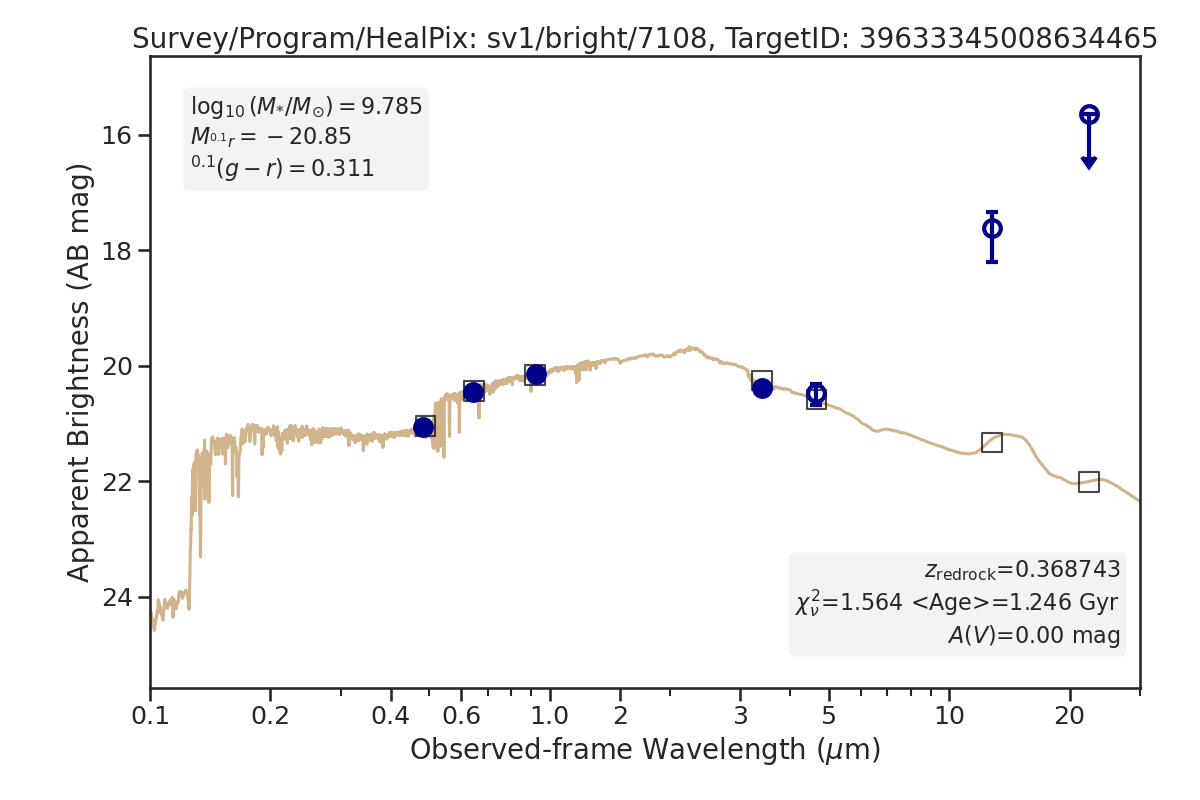 Survey/Program/HealPix: sv1/bright/7108, TargetID: 39633345008634465
log₁₀(M*/M☉) = 9.785
M₀.₁ᵣ = −20.85
⁰·¹(g − r) = 0.311
16
18
20
22
24
Apparent Brightness (AB mag)
z_redrock=0.368743
χ²ᵥ=1.564 <Age>=1.246 Gyr
A(V)=0.00 mag
0.1 0.2 0.4 0.6 1.0 2 3 5 10 20
Observed-frame Wavelength (μm)